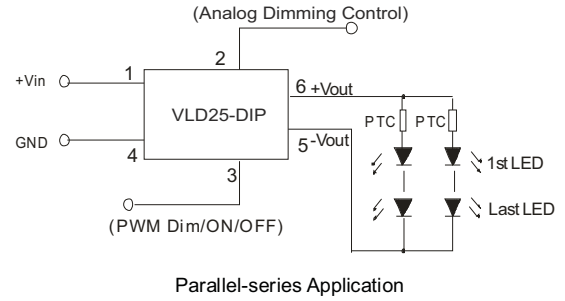 (Analog Dimming Control)
2
+Vin
1
6 +Vout
VLD25-DIP
PTC
PTC
GND
4
5 -Vout
1st LED
3
Last LED
(PWM Dim/ON/OFF)
Parallel-series Application